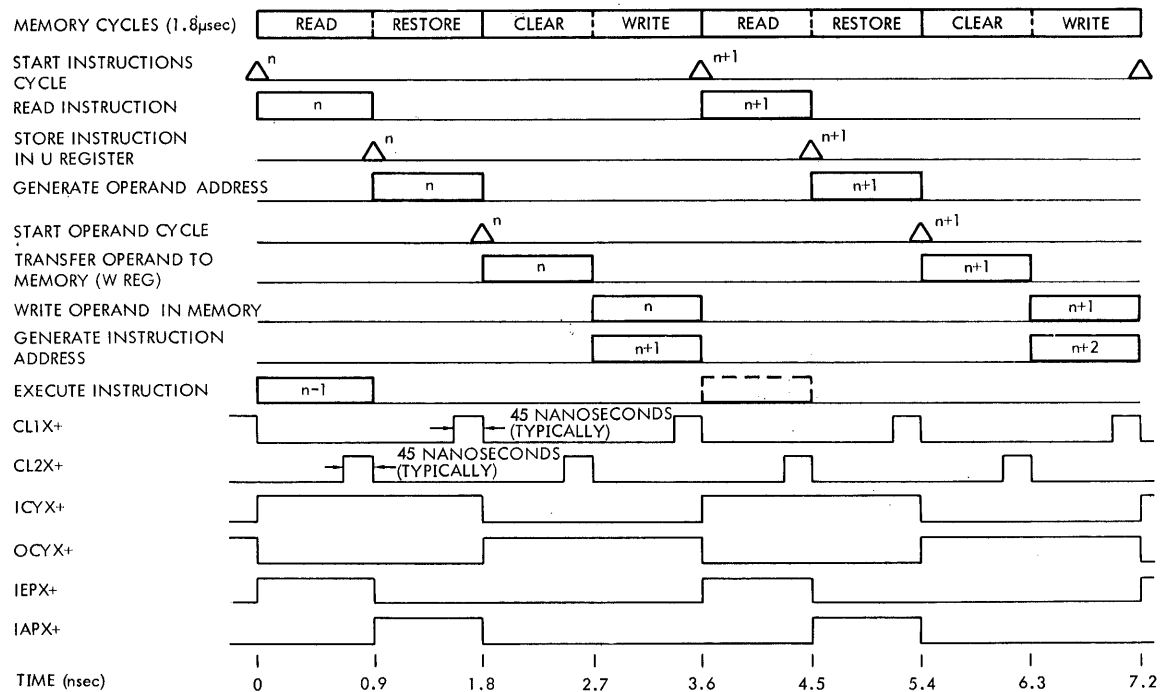 MEMORY CYCLES (1.8µsec) READ RESTORE CLEAR WRITE READ RESTORE CLEAR WRITE
START INSTRUCTIONS
CYCLE
n n+1
READ INSTRUCTION n n+1
STORE INSTRUCTION
IN U REGISTER
n n+1
GENERATE OPERAND ADDRESS n n+1
START OPERAND CYCLE n n+1
TRANSFER OPERAND TO
MEMORY (W REG)
n n+1
WRITE OPERAND IN MEMORY n n+1
GENERATE INSTRUCTION
ADDRESS
n+1 n+2
EXECUTE INSTRUCTION n-1
CL1X+
45 NANOSECONDS
(TYPICALLY)
CL2X+
45 NANOSECONDS
(TYPICALLY)
ICYX+
OCYX+
IEPX+
IAPX+
TIME (nsec) 0 0.9 1.8 2.7 3.6 4.5 5.4 6.3 7.2